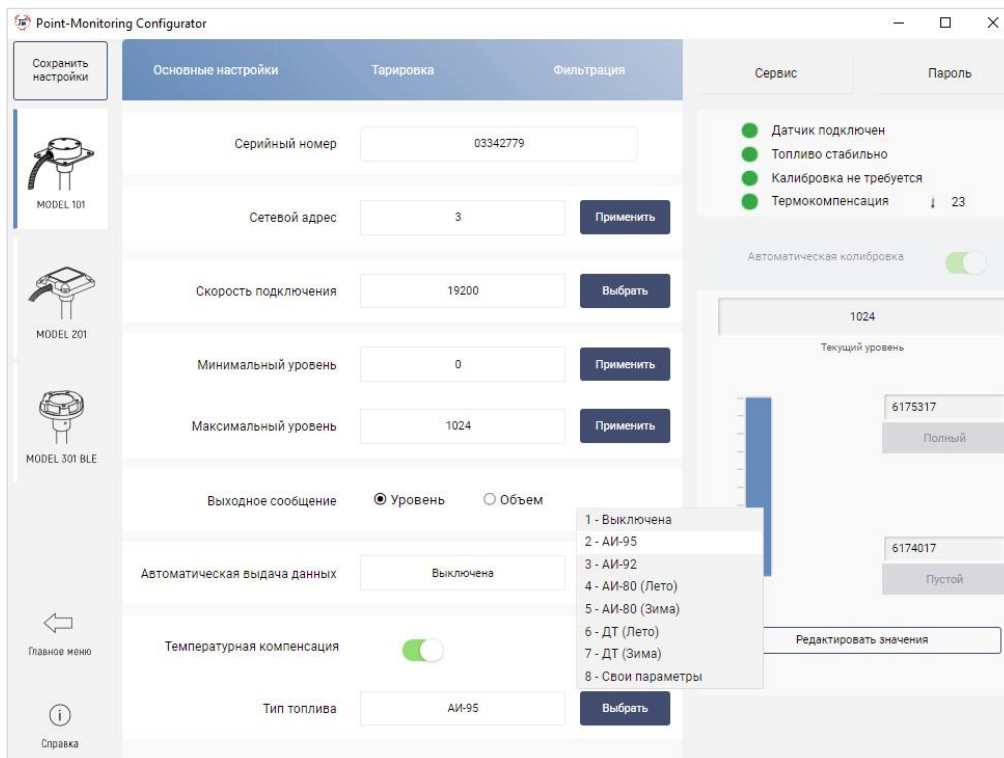 Point-Monitoring Configurator
Сохранить
настройки
Основные настройки
Тарировка
Фильтрация
Сервис
Пароль
MODEL 101
MODEL 201
MODEL 301 BLE
Главное меню
Справка
Серийный номер
03342779
Сетевой адрес
3
Применить
Скорость подключения
19200
Выбрать
Минимальный уровень
0
Применить
Максимальный уровень
1024
Применить
Выходное сообщение
Уровень
Объем
Автоматическая выдача данных
Выключена
Температурная компенсация
Тип топлива
АИ-95
Выбрать
1 - Выключена
2 - АИ-95
3 - АИ-92
4 - АИ-80 (Лето)
5 - АИ-80 (Зима)
6 - ДТ (Лето)
7 - ДТ (Зима)
8 - Свои параметры
Датчик подключен
Топливо стабильно
Калибровка не требуется
Термокомпенсация
23
Автоматическая колибровка
1024
Текущий уровень
6175317
Полный
6174017
Пустой
Редактировать значения